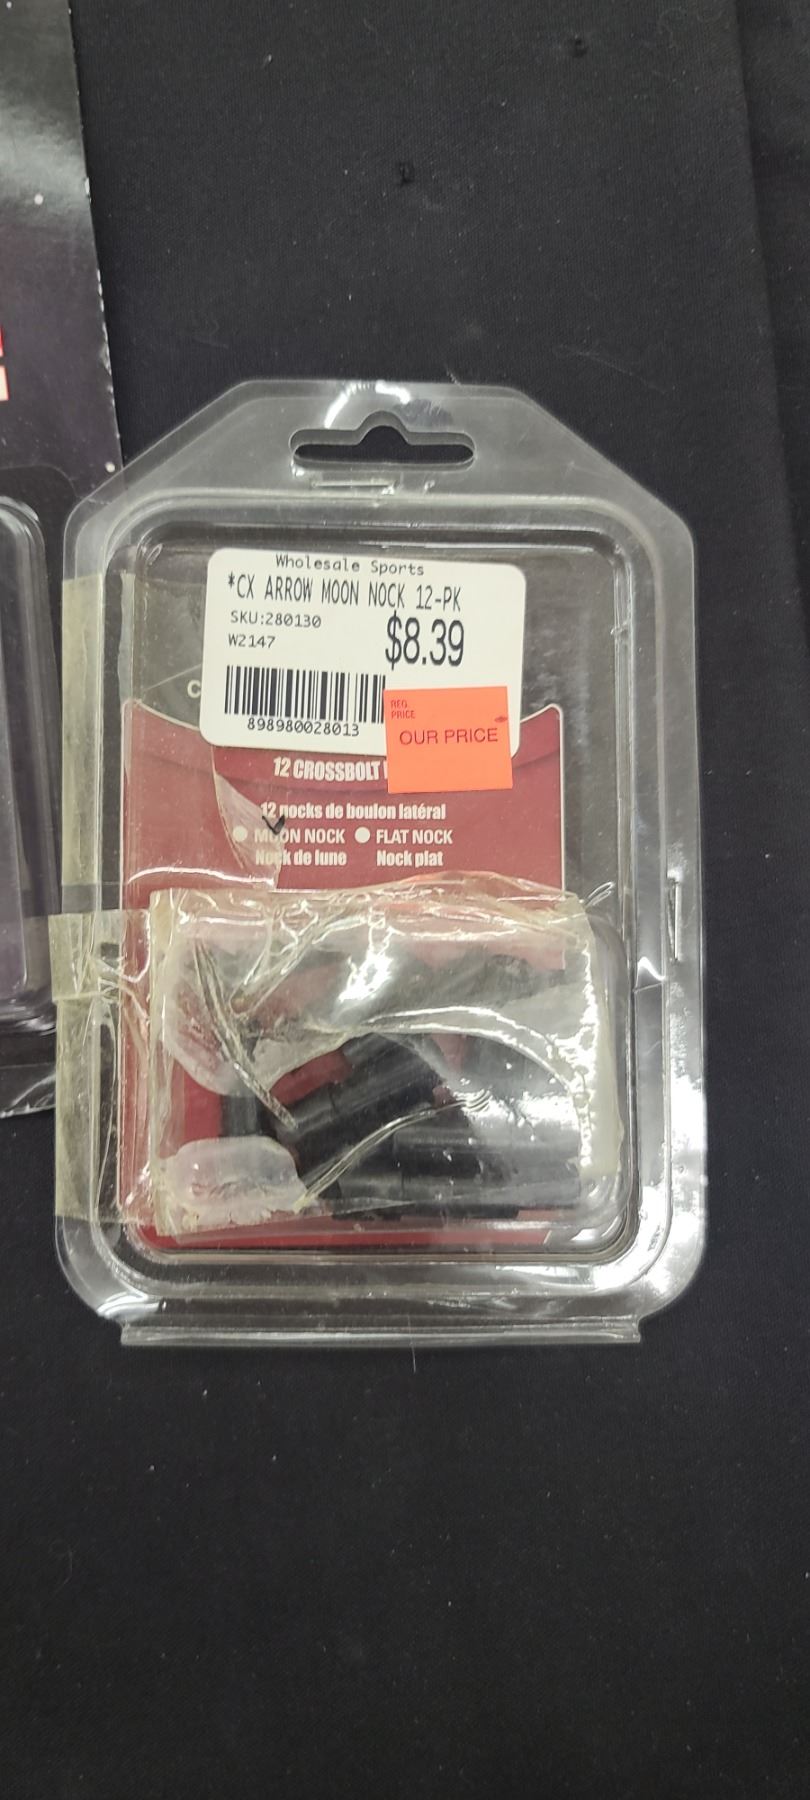 Wholesale Sports
*CX ARROW MOON NOCK 12-PK
SKU:280130
W2147
$8.39
898980028013
REG.
PRICE
OUR PRICE
12 CROSSBOLT
12 nocks de boulon latéral
MOON NOCK FLAT NOCK
Nock de lune Nock plat